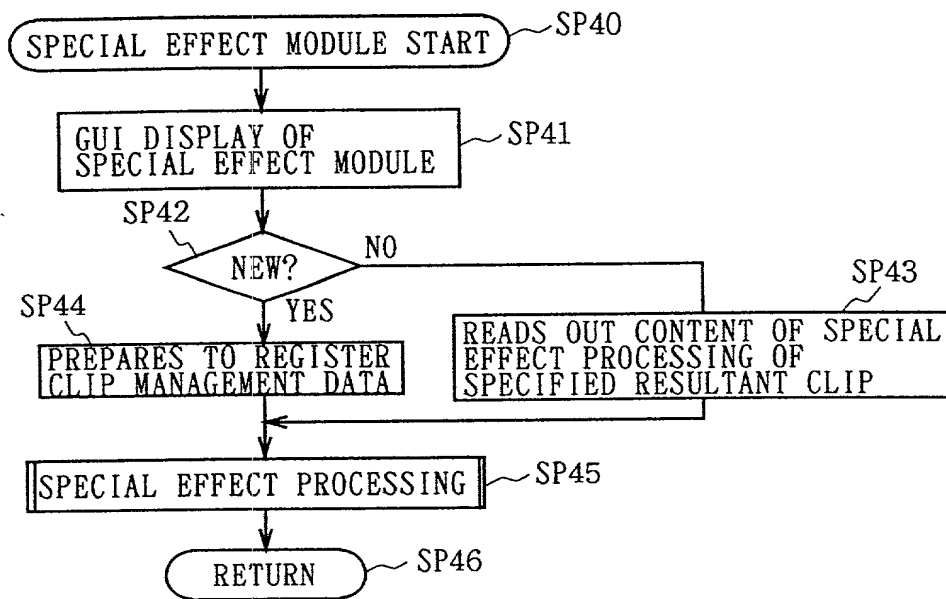 SPECIAL EFFECT MODULE START
SP40
GUI DISPLAY OF
SPECIAL EFFECT MODULE
SP41
SP42
NEW?
NO
YES
SP43
READS OUT CONTENT OF SPECIAL
EFFECT PROCESSING OF
SPECIFIED RESULTANT CLIP
SP44
PREPARES TO REGISTER
CLIP MANAGEMENT DATA
SPECIAL EFFECT PROCESSING
SP45
RETURN
SP46